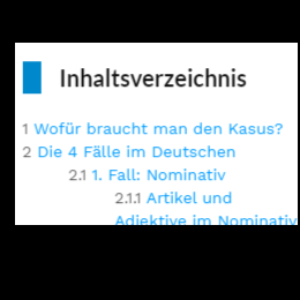 Inhaltsverzeichnis
1 Wofür braucht man den Kasus?
2 Die 4 Fälle im Deutschen
2.1 1. Fall: Nominativ
2.1.1 Artikel und
Adjektive im Nominativ